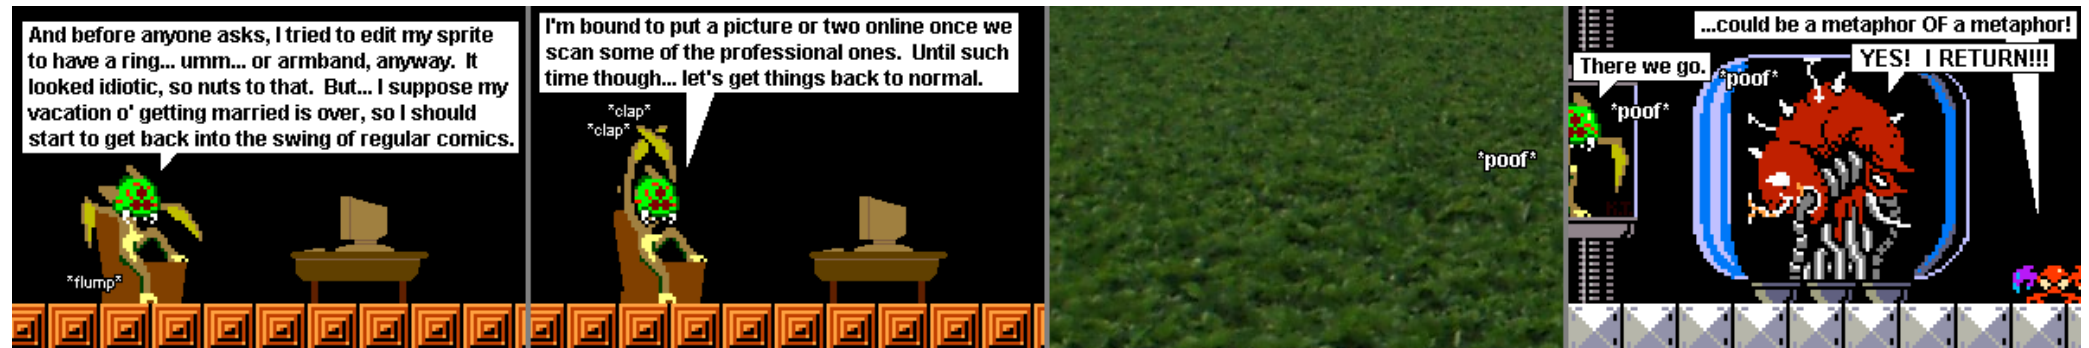 And before anyone asks, I tried to edit my sprite
to have a ring... umm... or armband, anyway.  It
looked idiotic, so nuts to that.  But... I suppose my
vacation o' getting married is over, so I should
start to get back into the swing of regular comics.
*flump*
I'm bound to put a picture or two online once we
scan some of the professional ones.  Until such
time though... let's get things back to normal.
*clap*
*clap*
*poof*
...could be a metaphor OF a metaphor!
YES!  I RETURN!!!
There we go.
*poof*
*poof*